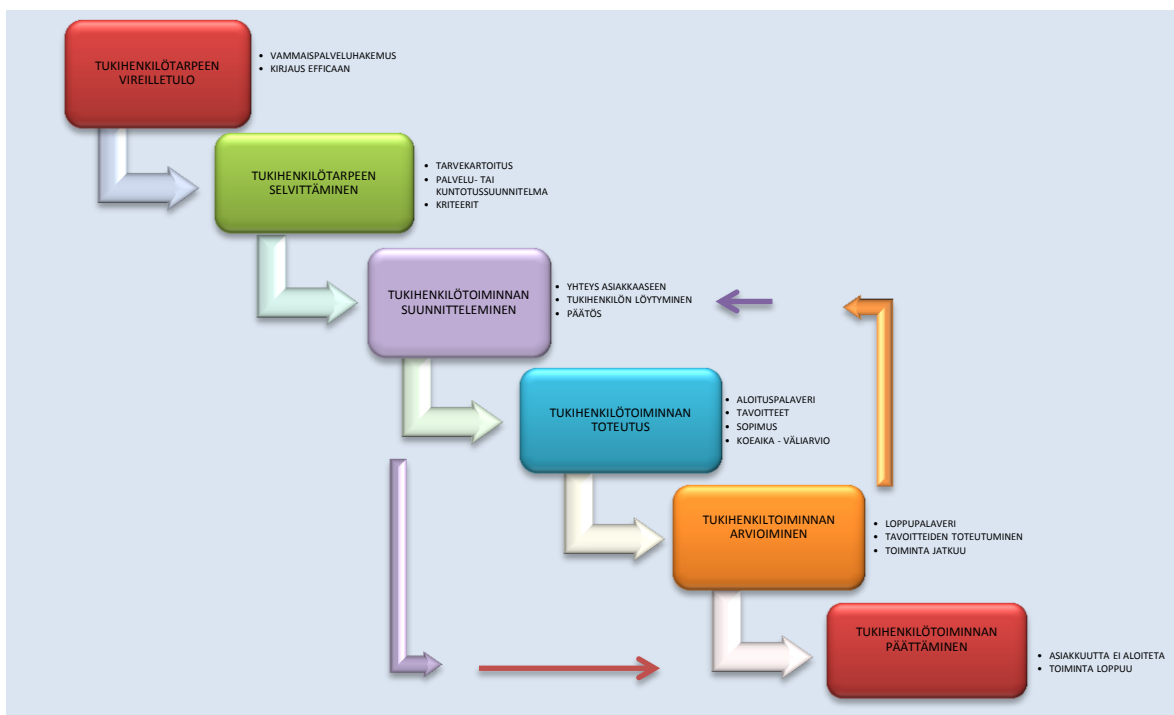 TUKIHENKILÖTARPEEN
VIREILLETULO
• VAMMAISPALVELUHAKEMUS
• KIRJAUS EFFICAAN
TUKIHENKILÖTARPEEN
SELVITTÄMINEN
• TARVEKARTOITUS
• PALVELU- TAI
KUNTOTUSSUUNNITELMA
• KRITEERIT
TUKIHENKILÖTOIMINNAN
SUUNNITTELEMINEN
• YHTEYS ASIAKKAASEEN
• TUKIHENKILÖN LÖYTYMINEN
• PÄÄTÖS
TUKIHENKILÖTOIMINNAN
TOTEUTUS
• ALOITUSPALAVERI
• TAVOITTEET
• SOPIMUS
• KOEAIKA - VÄLIARVIO
TUKIHENKILTOIMINNAN
ARVIOIMINEN
• LOPPUPALAVERI
• TAVOITTEIDEN TOTEUTUMINEN
• TOIMINTA JATKUU
TUKIHENKILÖTOIMINNAN
PÄÄTTÄMINEN
• ASIAKKUUTTA EI ALOITETA
• TOIMINTA LOPPUU